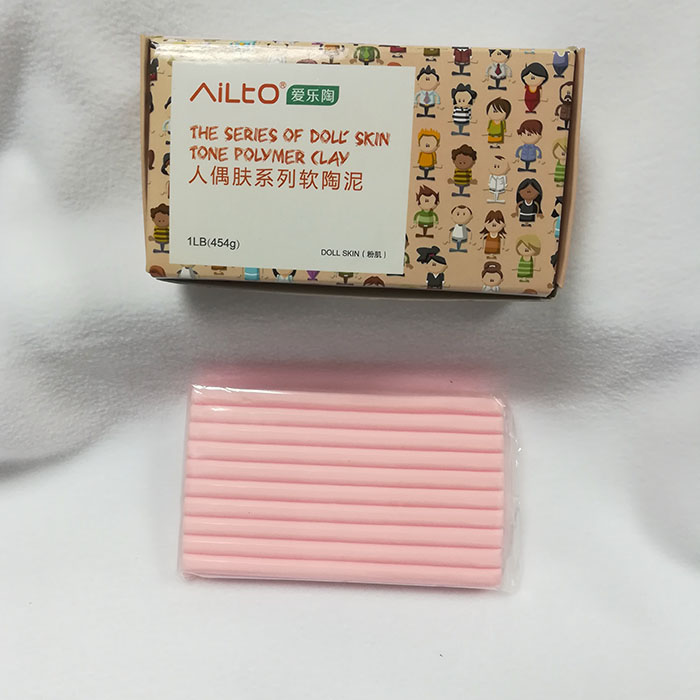 AiLtO® 爱乐陶
THE SERIES OF DOLL' SKIN
TONE POLYMER CLAY
人偶肤系列软陶泥
1LB(454g)
DOLL SKIN（粉肌）